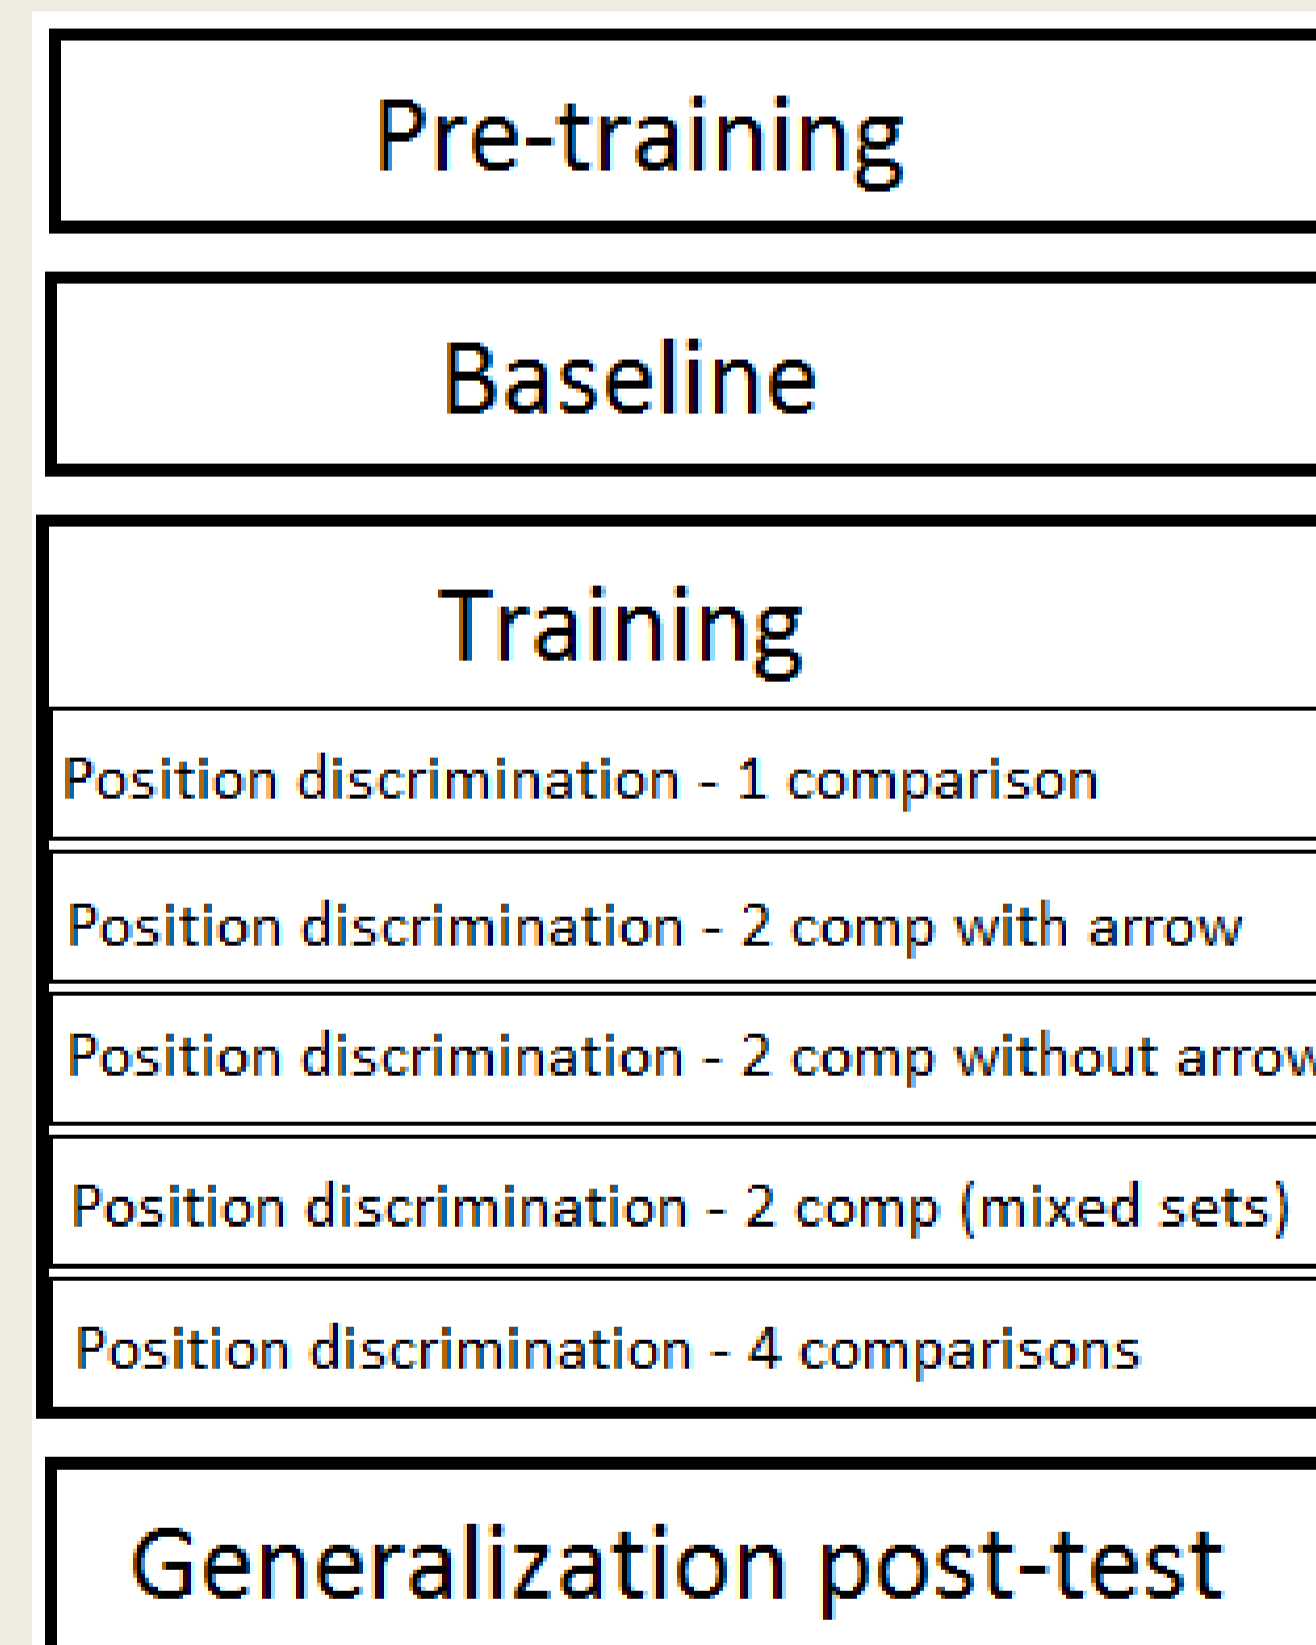 Pre-training
Baseline
Training
Position discrimination - 1 comparison
Position discrimination - 2 comp with arrow
Position discrimination - 2 comp without arrow
Position discrimination - 2 comp (mixed sets)
Position discrimination - 4 comparisons
Generalization post-test